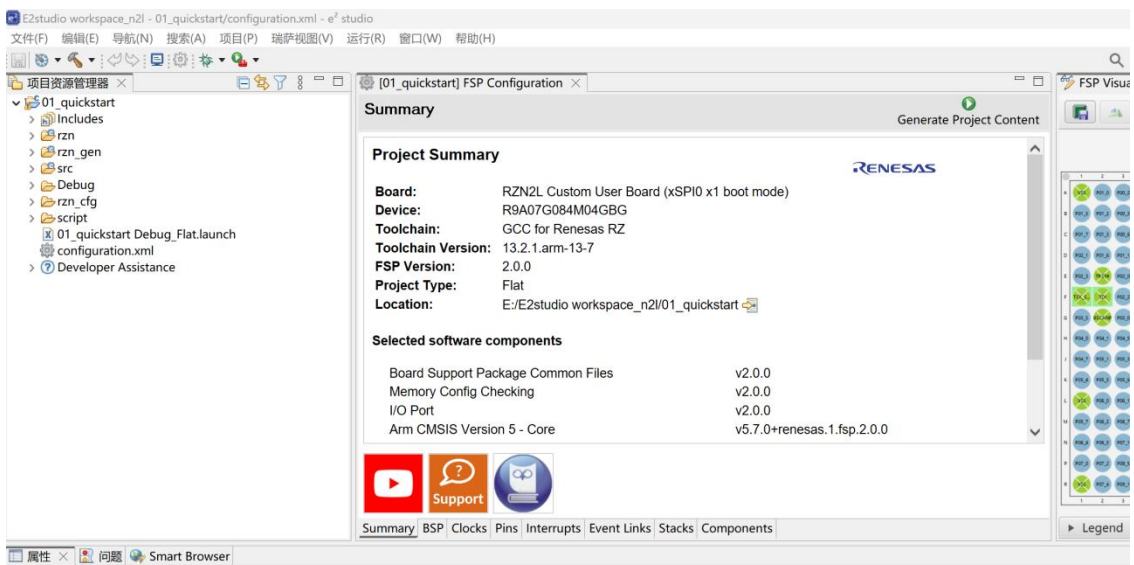 E2studio workspace_n2l - 01_quickstart/configuration.xml - e² studio
文件(F) 编辑(E) 导航(N) 搜索(A) 项目(P) 瑞萨视图(V) 运行(R) 窗口(W) 帮助(H)
项目资源管理器
01_quickstart
Includes
rzn
rzn_gen
src
Debug
rzn_cfg
script
01_quickstart Debug_Flat.launch
configuration.xml
Developer Assistance
[01_quickstart] FSP Configuration
Summary
Generate Project Content
Project Summary
RENESAS
Board: RZN2L Custom User Board (xSPI0 x1 boot mode)
Device: R9A07G084M04GBG
Toolchain: GCC for Renesas RZ
Toolchain Version: 13.2.1.arm-13-7
FSP Version: 2.0.0
Project Type: Flat
Location: E:/E2studio workspace_n2l/01_quickstart
Selected software components
Board Support Package Common Files v2.0.0
Memory Config Checking v2.0.0
I/O Port v2.0.0
Arm CMSIS Version 5 - Core v5.7.0+renesas.1.fsp.2.0.0
Support
Summary BSP Clocks Pins Interrupts Event Links Stacks Components
FSP Visua
Legend
属性 问题 Smart Browser